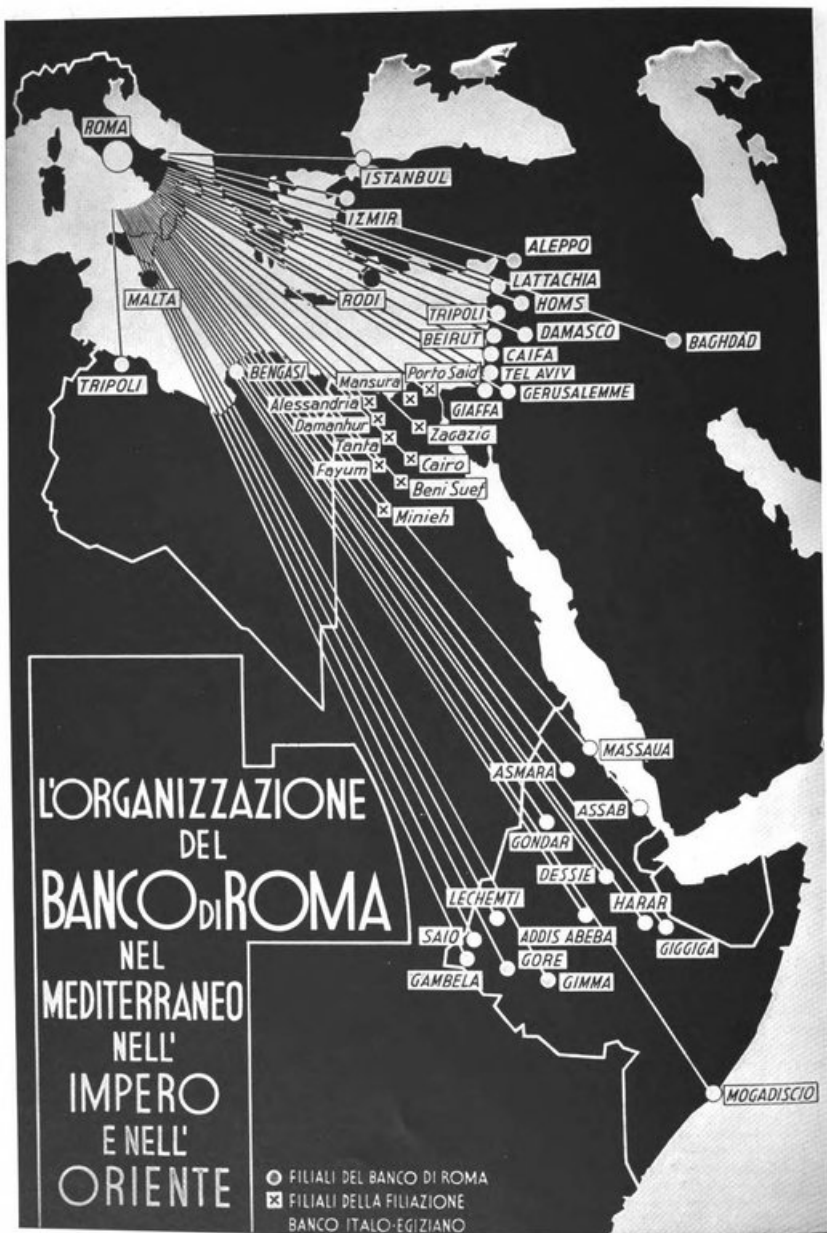 ROMA
ISTANBUL
IZMIR
ALEPPO
LATTACHIA
HOMS
MALTA
RODI
TRIPOLI
DAMASCO
BEIRUT
BAGHDÀD
CAIFA
TRIPOLI
BENGASI
Porto Said
TEL AVIV
Mansura
GERUSALEMME
Alessandria
GIAFFA
Damanhur
Zagazig
Tanta
Fayum
Cairo
Beni Suef
Minieh
MASSAUA
ASMARA
ASSAB
GONDAR
DESSIE
LECHEMTI
HARAR
SAIO
ADDIS ABEBA
GIGGIGA
GORE
GAMBELA
GIMMA
MOGADISCIO
L'ORGANIZZAZIONE
DEL
BANCO DI ROMA
NEL
MEDITERRANEO
NELL'
IMPERO
E NELL'
ORIENTE
FILIALI DEL BANCO DI ROMA
FILIALI DELLA FILIAZIONE
BANCO ITALO-EGIZIANO